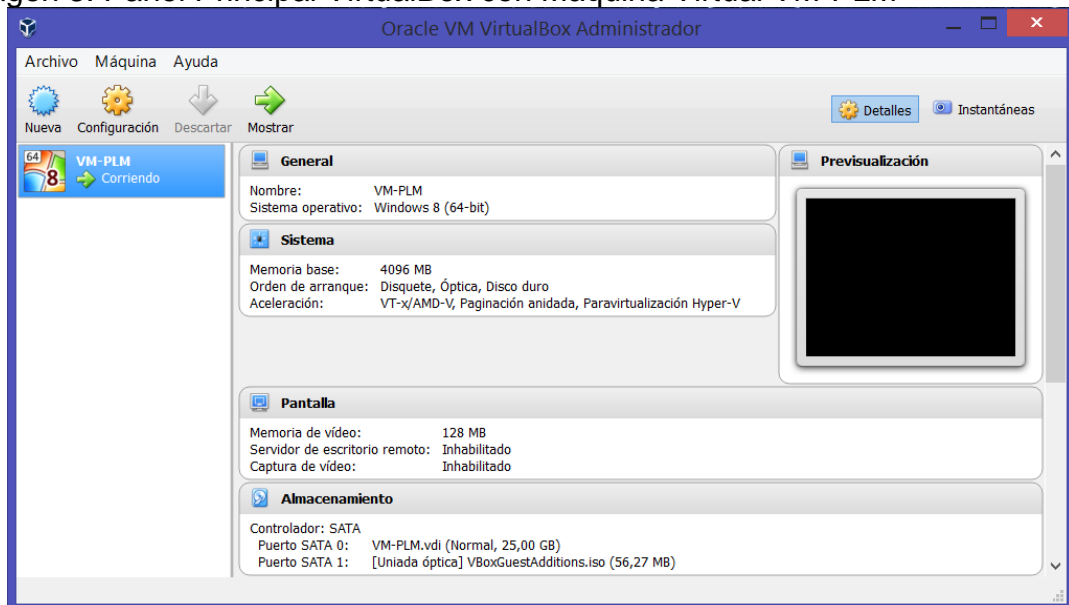 Oracle VM VirtualBox Administrador
Archivo Máquina Ayuda
Nueva Configuración Descartar Mostrar
Detalles Instantáneas
64
8
VM-PLM
Corriendo
General
Nombre: VM-PLM
Sistema operativo: Windows 8 (64-bit)
Sistema
Memoria base: 4096 MB
Orden de arranque: Disquete, Óptica, Disco duro
Aceleración: VT-x/AMD-V, Paginación anidada, Paravirtualización Hyper-V
Previsualización
Pantalla
Memoria de vídeo: 128 MB
Servidor de escritorio remoto: Inhabilitado
Captura de vídeo: Inhabilitado
Almacenamiento
Controlador: SATA
Puerto SATA 0: VM-PLM.vdi (Normal, 25,00 GB)
Puerto SATA 1: [Uniada óptica] VBoxGuestAdditions.iso (56,27 MB)